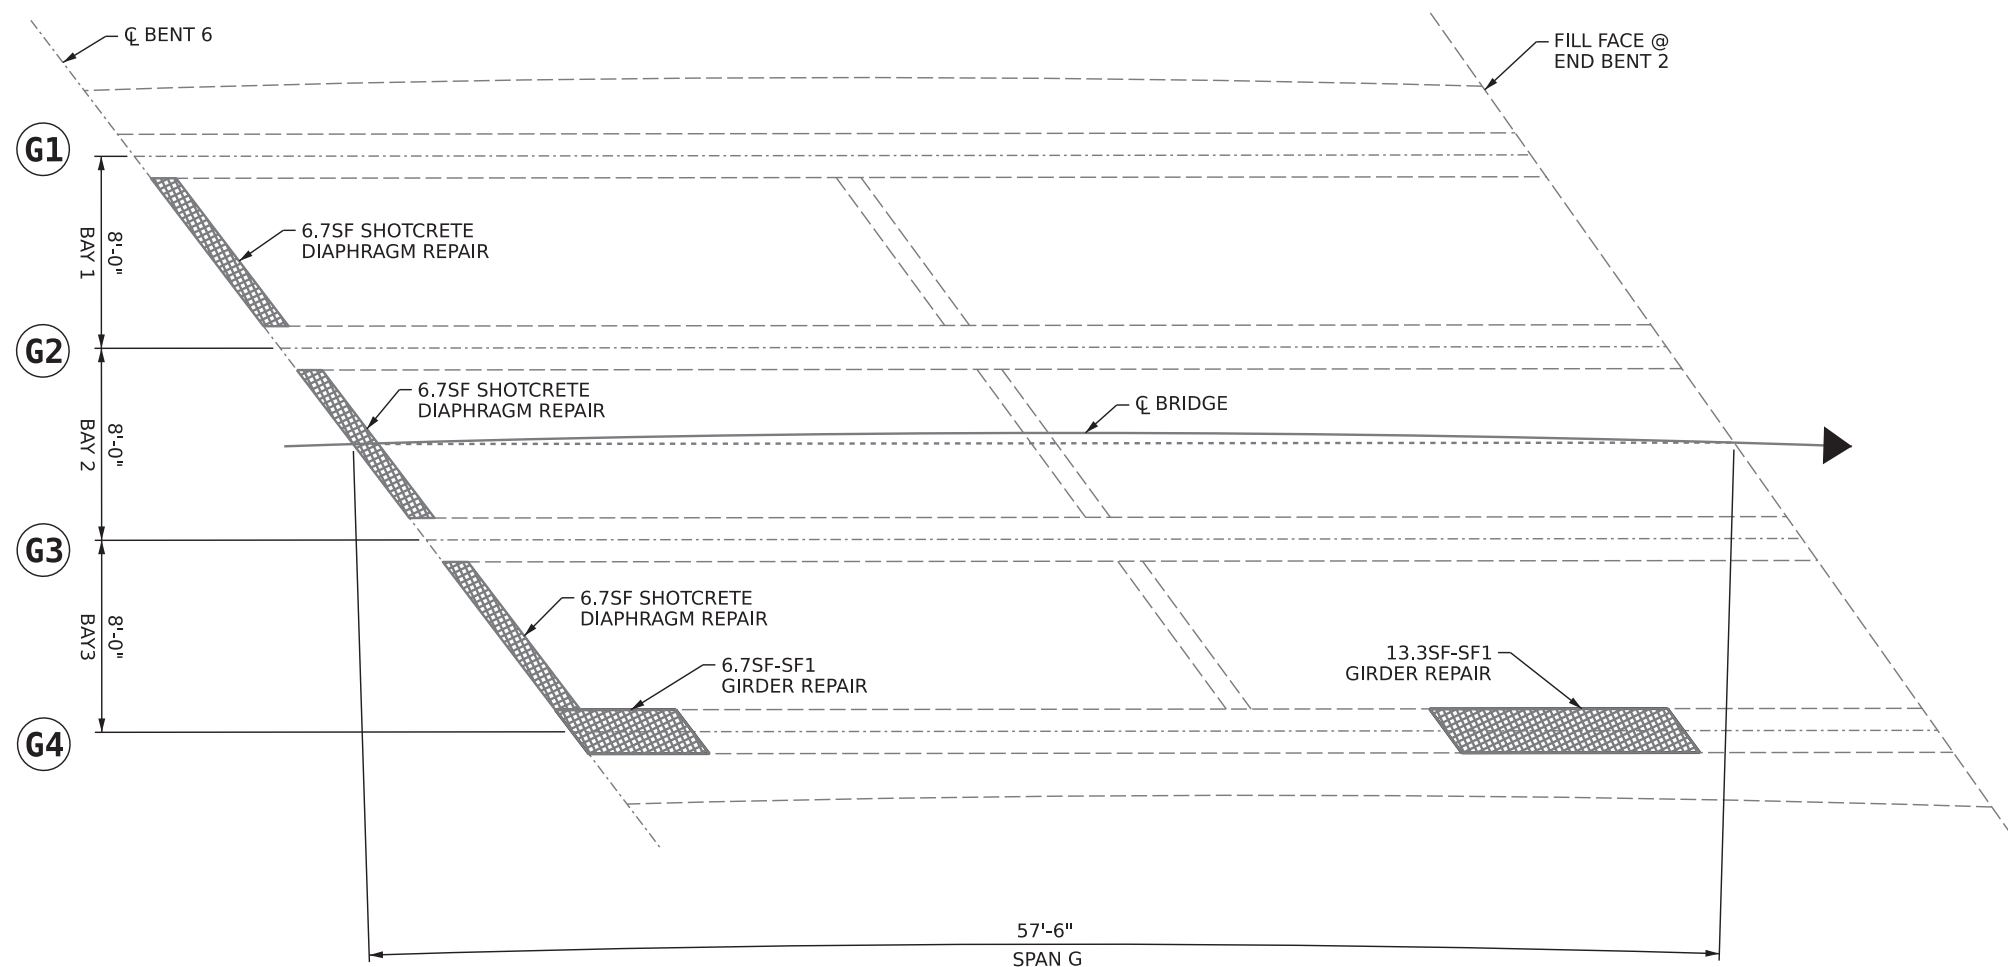 ℄ BENT 6
FILL FACE @
END BENT 2
G1
6.7SF SHOTCRETE
DIAPHRAGM REPAIR
8'-0"
BAY 1
G2
6.7SF SHOTCRETE
DIAPHRAGM REPAIR
℄ BRIDGE
8'-0"
BAY 2
G3
6.7SF SHOTCRETE
DIAPHRAGM REPAIR
8'-0"
BAY3
6.7SF-SF1
GIRDER REPAIR
13.3SF-SF1
GIRDER REPAIR
G4
57'-6"
SPAN G